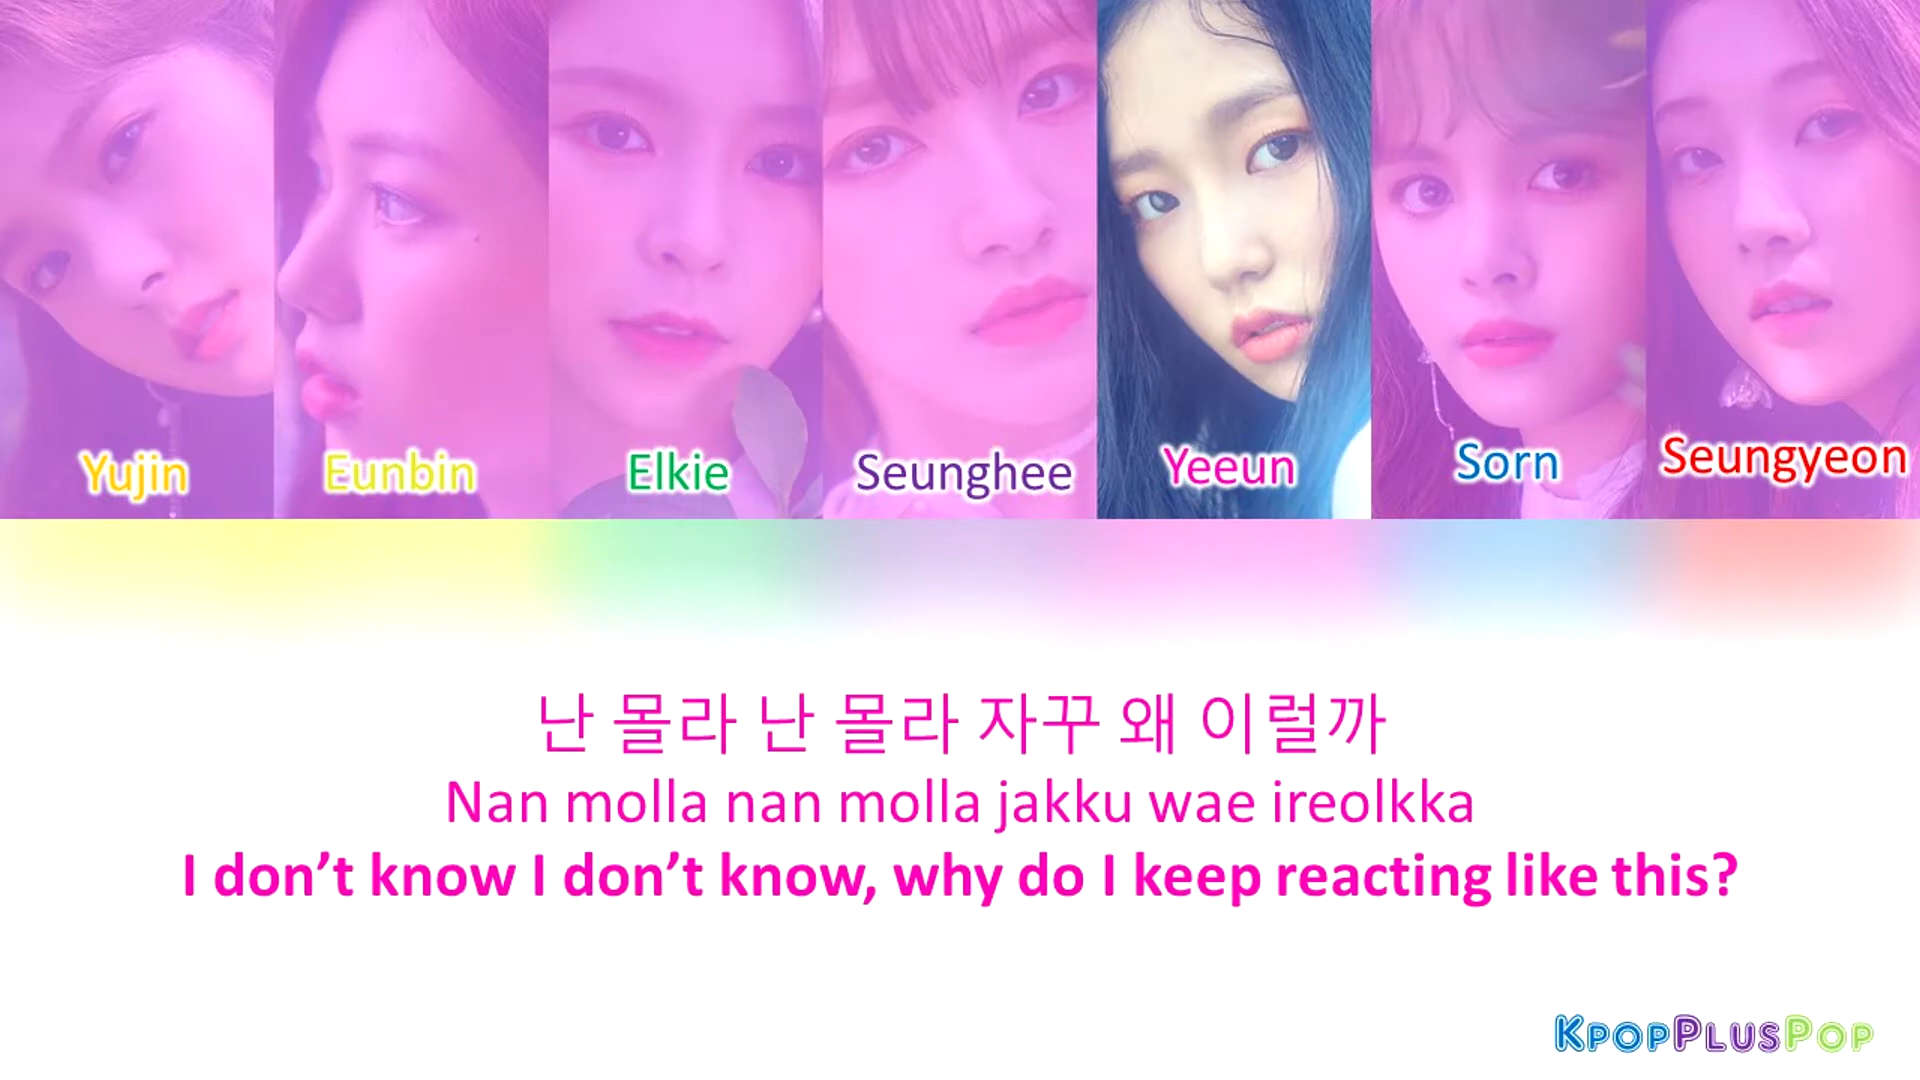 Yujin Eunbin Elkie Seunghee Yeeun Sorn Seungyeon
난 몰라 난 몰라 자꾸 왜 이럴까
Nan molla nan molla jakku wae ireolkka
I don’t know I don’t know, why do I keep reacting like this?
KpopPlusPop